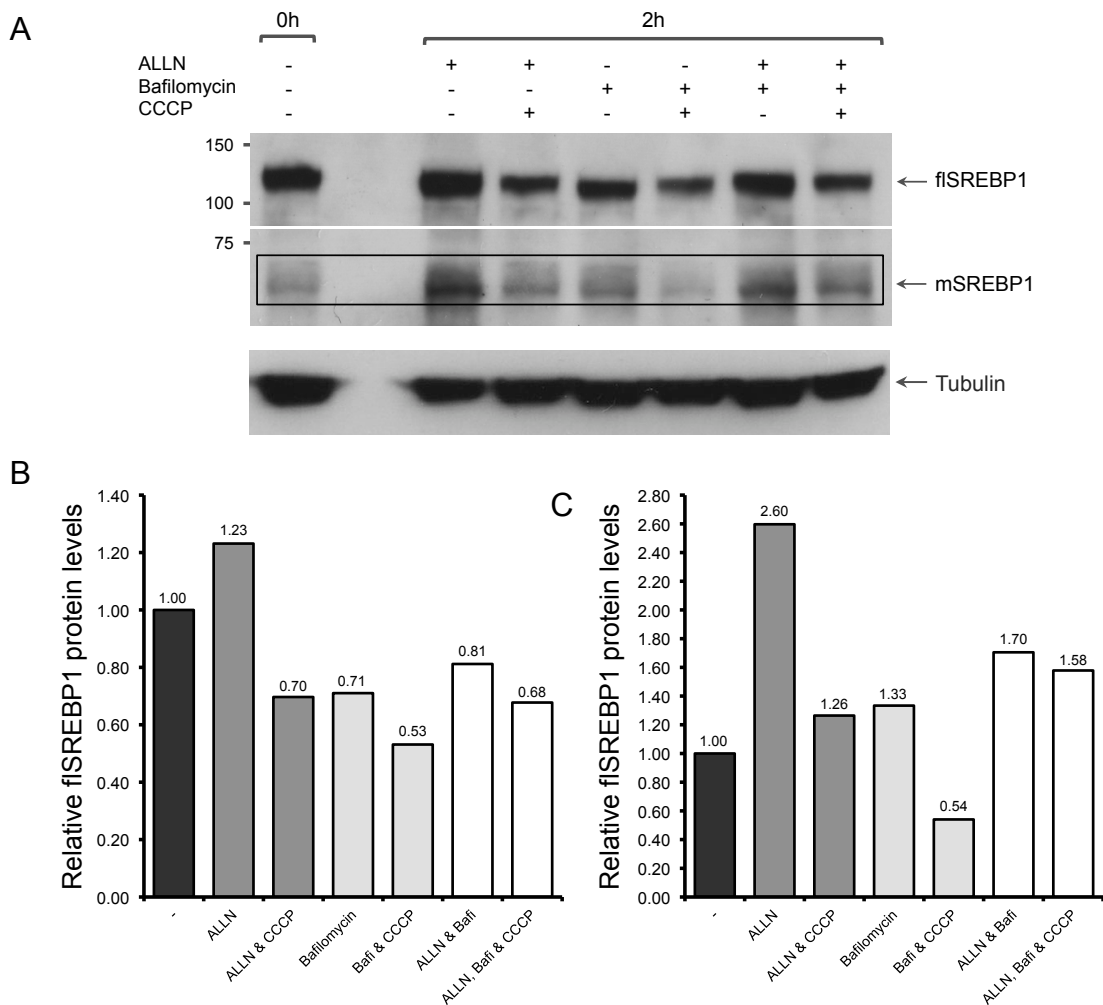 A
0h 2h
ALLN - + + - - + +
Bafilomycin - - - + + + +
CCCP - - + - + - +
150
100
flSREBP1
75
mSREBP1
Tubulin
B
Relative flSREBP1 protein levels
1.40
1.20
1.00
0.80
0.60
0.40
0.20
0.00
1.00
1.23
0.70
0.71
0.53
0.81
0.68
-
ALLN
ALLN & CCCP
Bafilomycin
Bafi & CCCP
ALLN & Bafi
ALLN, Bafi & CCCP
C
Relative flSREBP1 protein levels
2.80
2.60
2.40
2.20
2.00
1.80
1.60
1.40
1.20
1.00
0.80
0.60
0.40
0.20
0.00
1.00
2.60
1.26
1.33
0.54
1.70
1.58
-
ALLN
ALLN & CCCP
Bafilomycin
Bafi & CCCP
ALLN & Bafi
ALLN, Bafi & CCCP